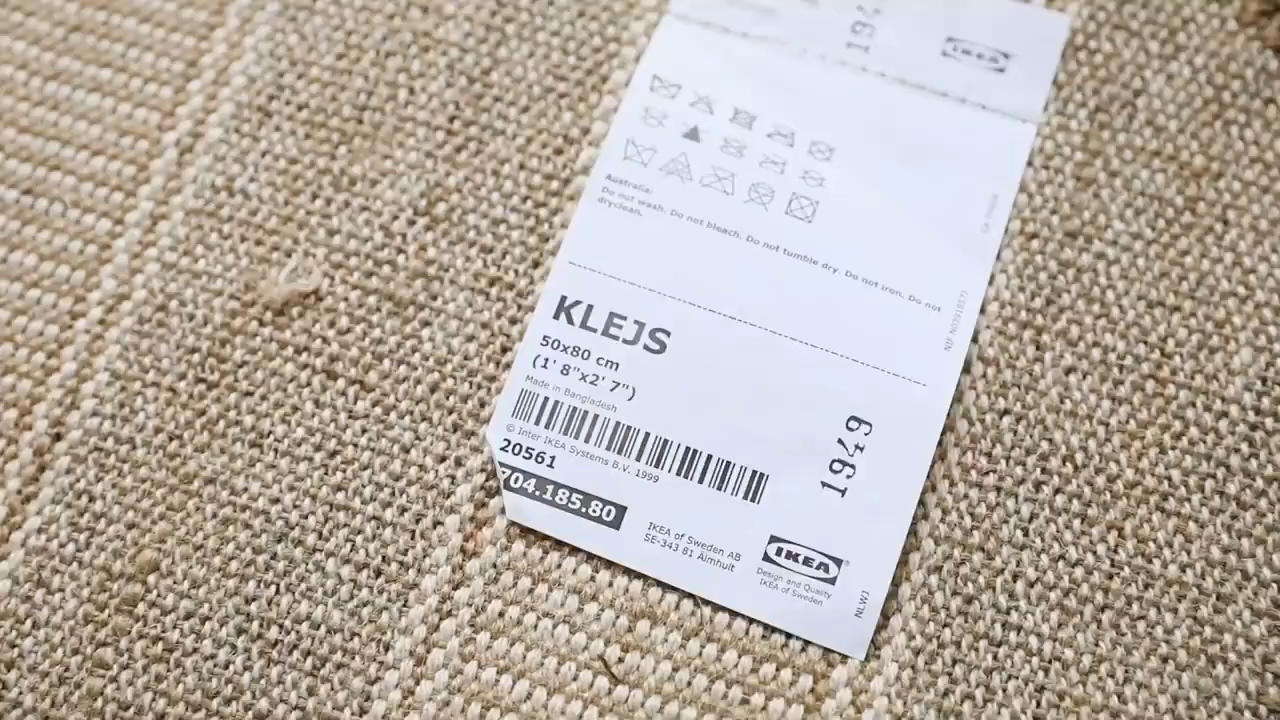 194
IKEA
Australia:
Do not wash. Do not bleach. Do not tumble dry. Do not iron. Do not
dryclean.
KLEJS
50x80 cm
(1' 8"x2' 7")
Made in Bangladesh
© Inter IKEA Systems B.V. 1999
20561
704.185.80
1949
IKEA of Sweden AB
SE-343 81 Älmhult
IKEA®
Design and Quality
IKEA of Sweden
NLWJ